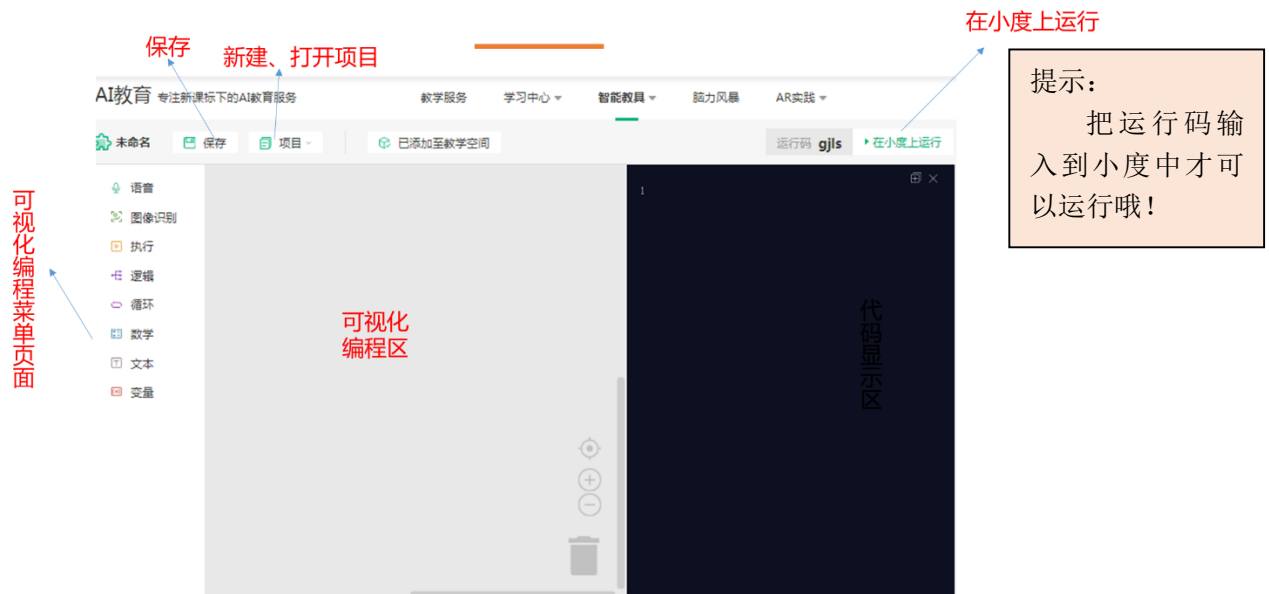 在小度上运行
保存
新建、打开项目
提示：
把运行码输
入到小度中才可
以运行哦！
AI教育 专注新课标下的AI教育服务 教学服务 学习中心 智能教具 脑力风暴 AR实践
未命名 保存 项目 已添加至教学空间 运行码 gjls 在小度上运行
可视化编程菜单页面
语音
图像识别
执行
逻辑
循环
数学
文本
变量
可视化
编程区
1
代码显示区